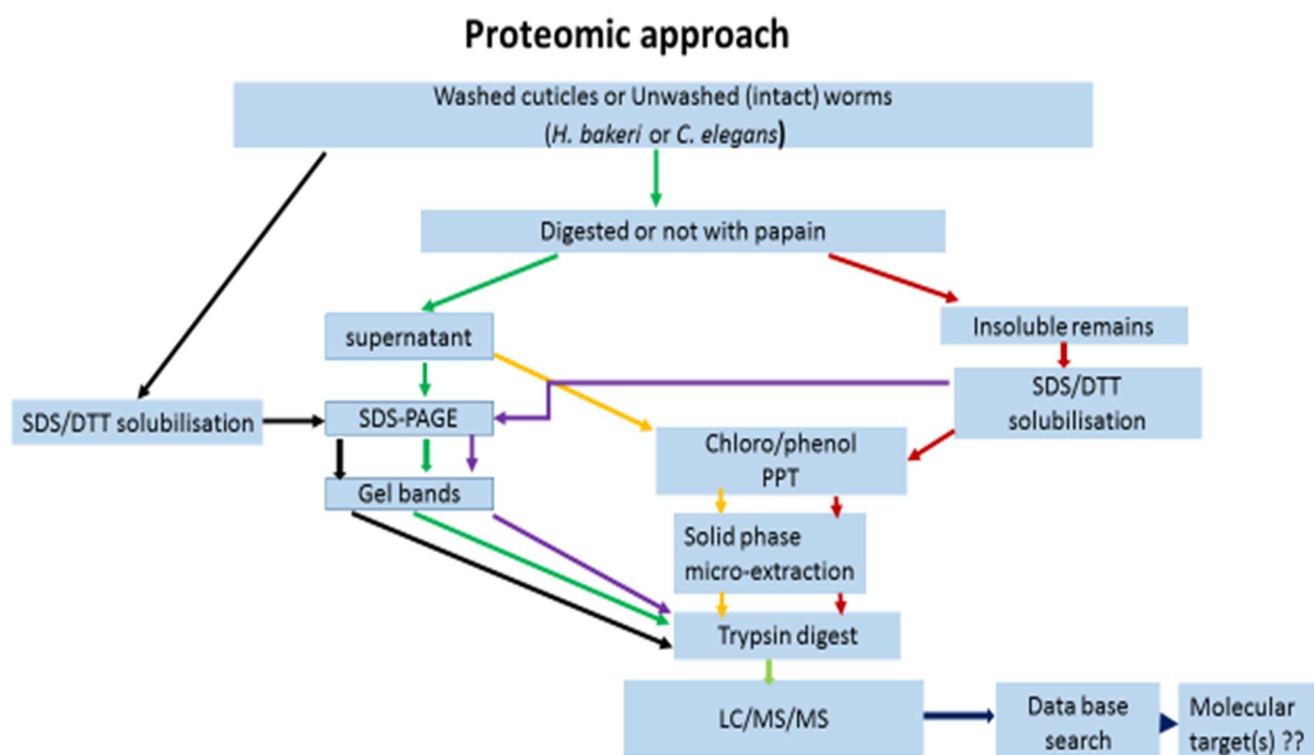 Proteomic approach
Washed cuticles or Unwashed (intact) worms
(H. bakeri or C. elegans)
Digested or not with papain
supernatant
Insoluble remains
SDS/DTT solubilisation
SDS-PAGE
SDS/DTT
solubilisation
Chloro/phenol
PPT
Gel bands
Solid phase
micro-extraction
Trypsin digest
LC/MS/MS
Data base
search
Molecular
target(s) ??